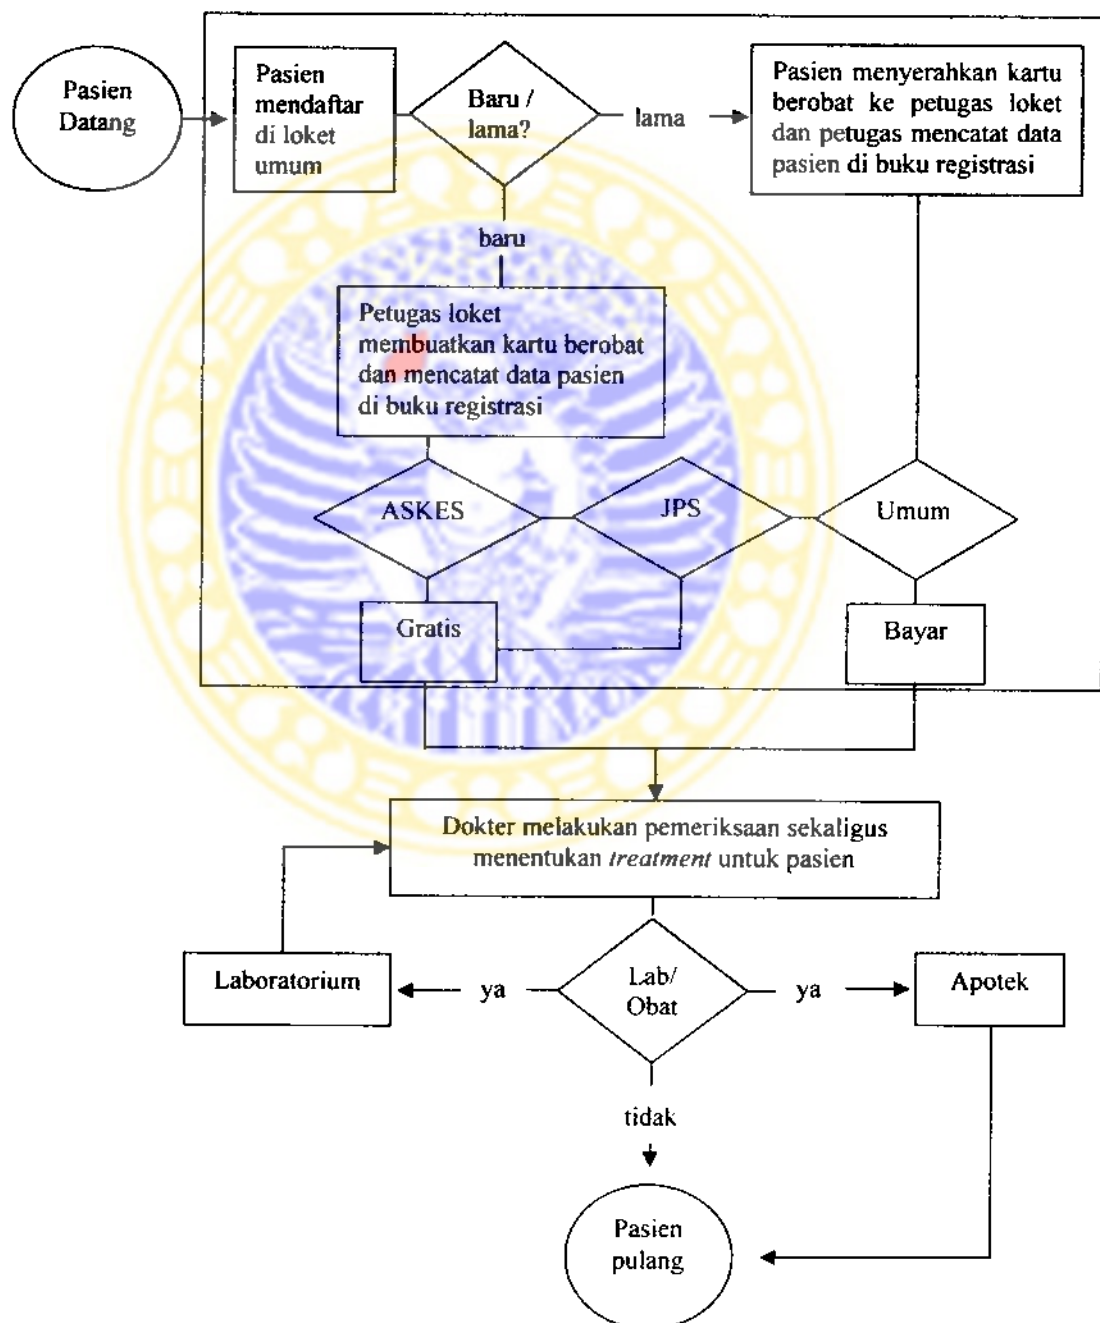 Pasien
Datang
Pasien
mendaftar
di loket
umum
Baru /
lama?
lama
Pasien menyerahkan kartu
berobat ke petugas loket
dan petugas mencatat data
pasien di buku registrasi
baru
Petugas loket
membuatkan kartu berobat
dan mencatat data pasien
di buku registrasi
ASKES
JPS
Umum
Gratis
Bayar
Dokter melakukan pemeriksaan sekaligus
menentukan treatment untuk pasien
Laboratorium
ya
Lab/
Obat
ya
Apotek
tidak
Pasien
pulang